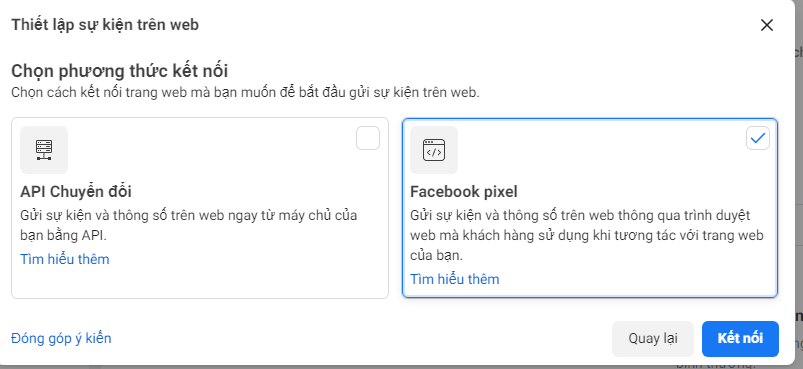 Thiết lập sự kiện trên web
Chọn phương thức kết nối
Chọn cách kết nối trang web mà bạn muốn để bắt đầu gửi sự kiện trên web.
API Chuyển đổi
Gửi sự kiện và thông số trên web ngay từ máy chủ của
bạn bằng API.
Tìm hiểu thêm
Facebook pixel
Gửi sự kiện và thông số trên web thông qua trình duyệt
web mà khách hàng sử dụng khi tương tác với trang web
của bạn.
Tìm hiểu thêm
Đóng góp ý kiến
Quay lại
Kết nối